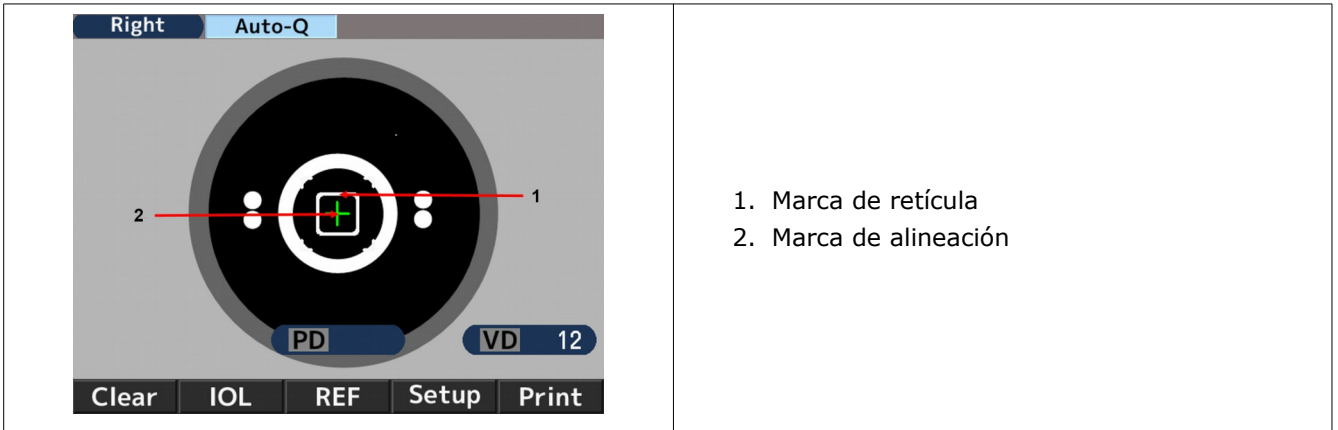 Right Auto-Q
1
2
1. Marca de retícula
2. Marca de alineación
PD VD 12
Clear IOL REF Setup Print